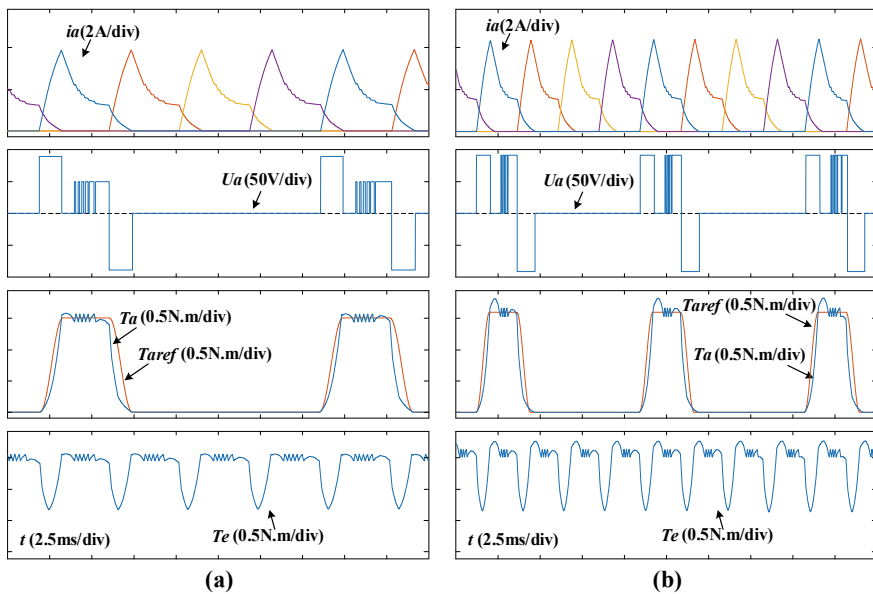 ia(2A/div)
Ua(50V/div)
Ta(0.5N.m/div)
Taref(0.5N.m/div)
Te(0.5N.m/div)
t(2.5ms/div)
(a)
ia(2A/div)
Ua(50V/div)
Taref(0.5N.m/div)
Ta(0.5N.m/div)
Te(0.5N.m/div)
t(2.5ms/div)
(b)